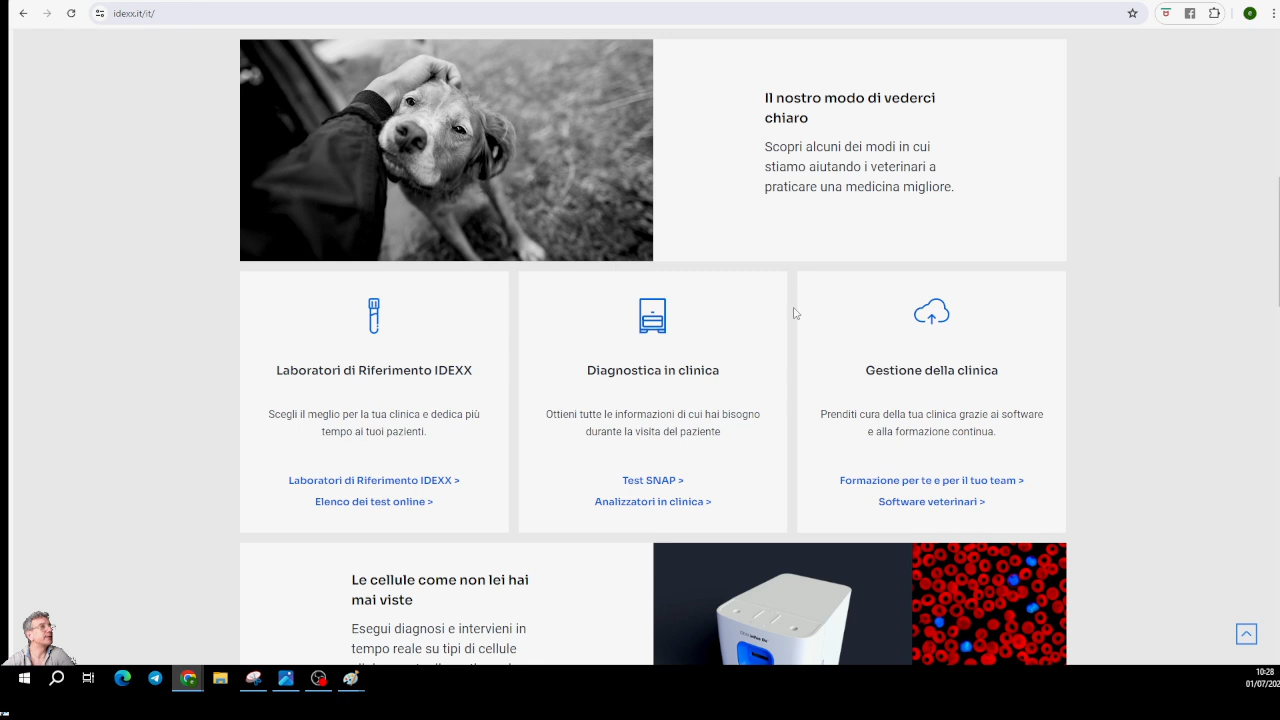 idexx.it/it/
Il nostro modo di vederci
chiaro
Scopri alcuni dei modi in cui
stiamo aiutando i veterinari a
praticare una medicina migliore.
Laboratori di Riferimento IDEXX
Scegli il meglio per la tua clinica e dedica più
tempo ai tuoi pazienti.
Laboratori di Riferimento IDEXX >
Elenco dei test online >
Diagnostica in clinica
Ottieni tutte le informazioni di cui hai bisogno
durante la visita del paziente
Test SNAP >
Analizzatori in clinica >
Gestione della clinica
Prenditi cura della tua clinica grazie ai software
e alla formazione continua.
Formazione per te e per il tuo team >
Software veterinari >
Le cellule come non lei hai
mai viste
Esegui diagnosi e intervieni in
tempo reale su tipi di cellule
10:28
01/07/202